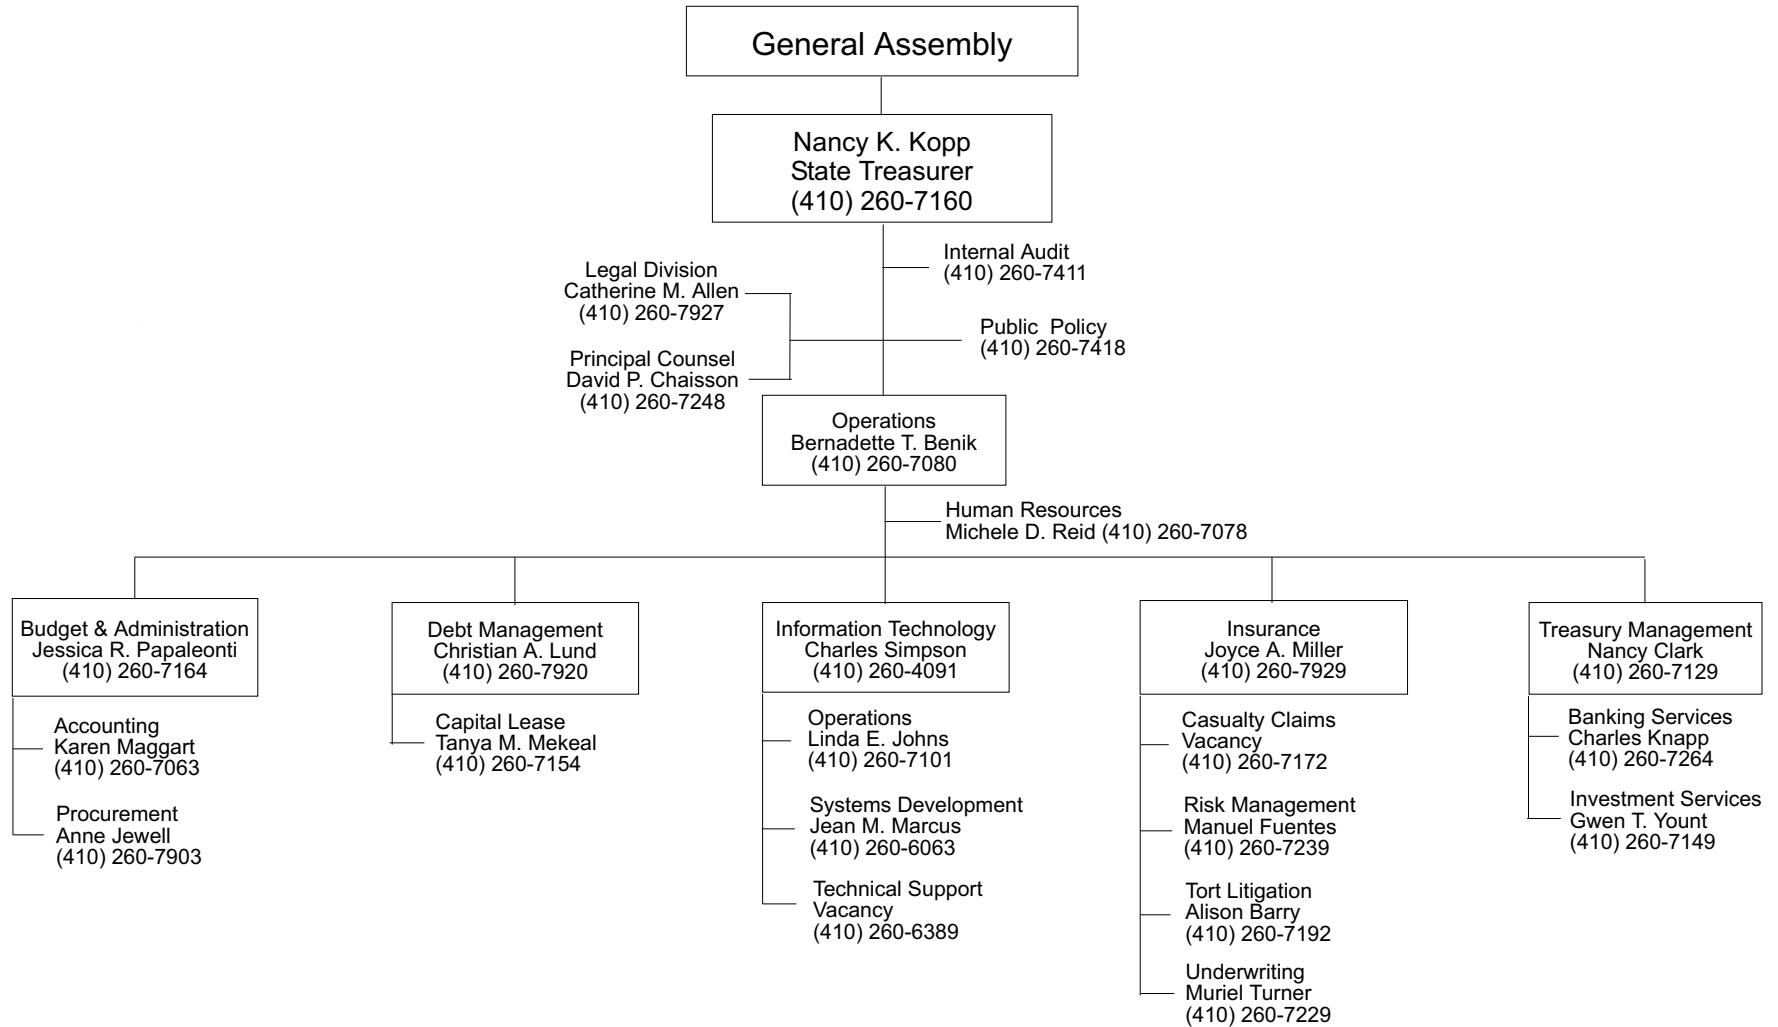 General Assembly
Nancy K. Kopp
State Treasurer
(410) 260-7160
Internal Audit
(410) 260-7411
Legal Division
Catherine M. Allen
(410) 260-7927
Public Policy
(410) 260-7418
Principal Counsel
David P. Chaisson
(410) 260-7248
Operations
Bernadette T. Benik
(410) 260-7080
Human Resources
Michele D. Reid (410) 260-7078
Budget & Administration
Jessica R. Papaleonti
(410) 260-7164
Accounting
Karen Maggart
(410) 260-7063
Procurement
Anne Jewell
(410) 260-7903
Debt Management
Christian A. Lund
(410) 260-7920
Capital Lease
Tanya M. Mekeal
(410) 260-7154
Information Technology
Charles Simpson
(410) 260-4091
Operations
Linda E. Johns
(410) 260-7101
Systems Development
Jean M. Marcus
(410) 260-6063
Technical Support
Vacancy
(410) 260-6389
Insurance
Joyce A. Miller
(410) 260-7929
Casualty Claims
Vacancy
(410) 260-7172
Risk Management
Manuel Fuentes
(410) 260-7239
Tort Litigation
Alison Barry
(410) 260-7192
Underwriting
Muriel Turner
(410) 260-7229
Treasury Management
Nancy Clark
(410) 260-7129
Banking Services
Charles Knapp
(410) 260-7264
Investment Services
Gwen T. Yount
(410) 260-7149